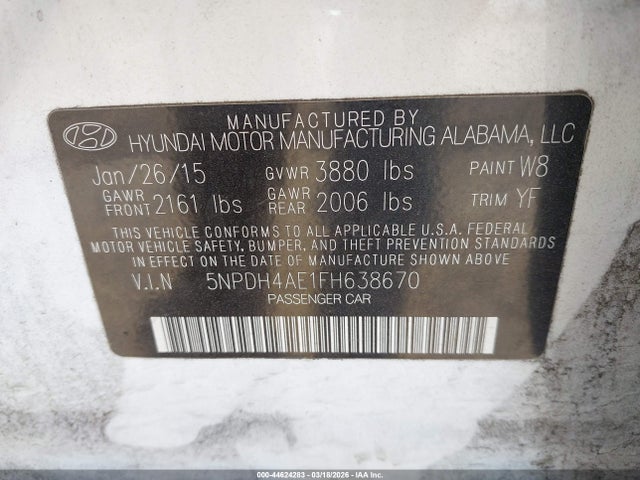 MANUFACTURED BY
HYUNDAI MOTOR MANUFACTURING ALABAMA, LLC
Jan/26/15 GVWR 3880 lbs PAINT W8
GAWR FRONT 2161 lbs GAWR REAR 2006 lbs TRIM YF
THIS VEHICLE CONFORMS TO ALL APPLICABLE U.S.A. FEDERAL
MOTOR VEHICLE SAFETY, BUMPER, AND THEFT PREVENTION STANDARDS
IN EFFECT ON THE DATE OF MANUFACTURE SHOWN ABOVE
V.I.N 5NPDH4AE1FH638670
PASSENGER CAR
000-44624283 - 03/18/2026 - IAA Inc.